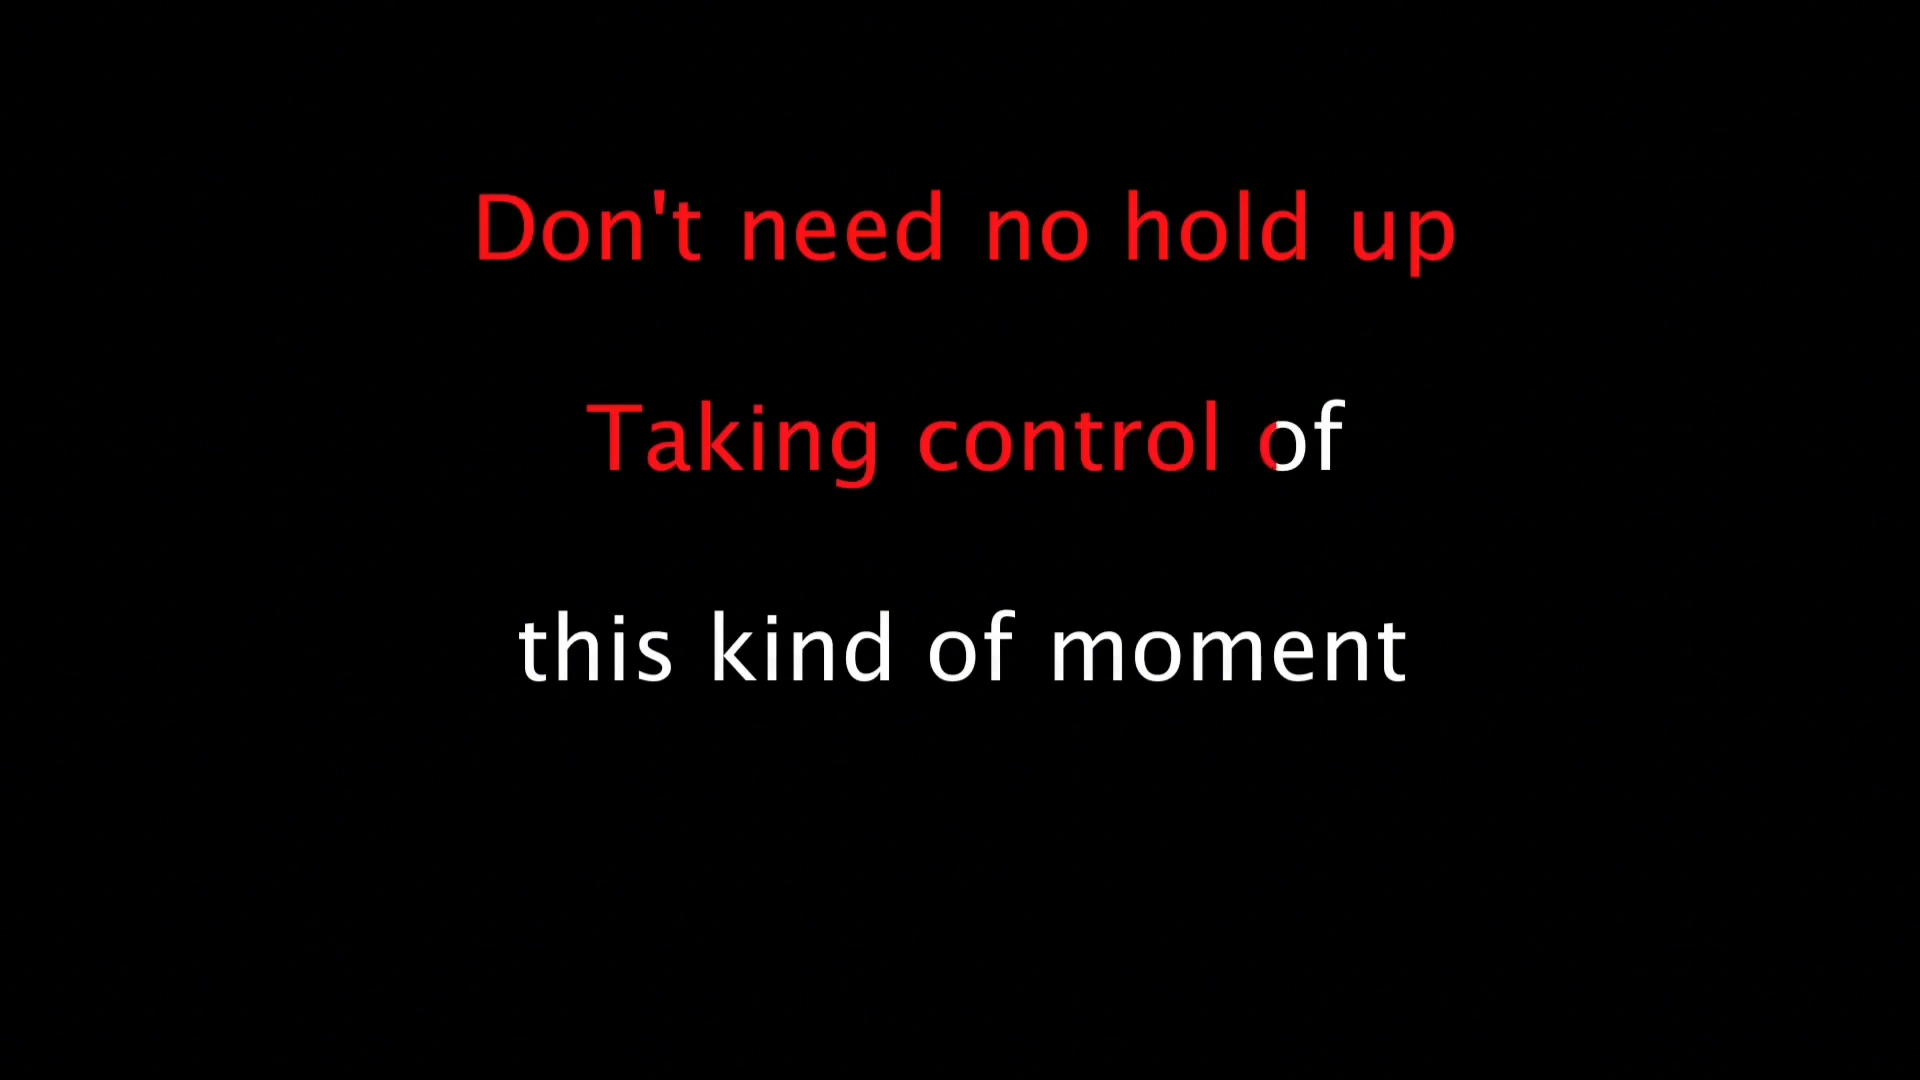 Don't need no hold up
Taking control of
this kind of moment